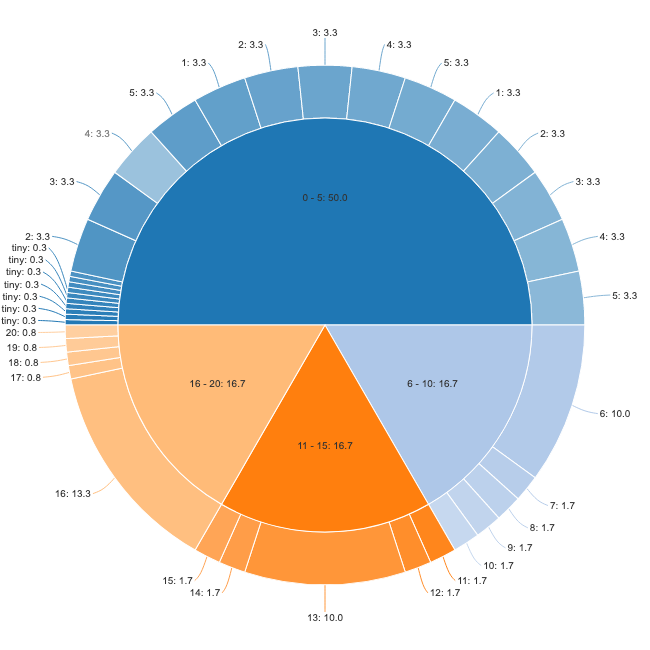 3: 3.3
2: 3.3
4: 3.3
1: 3.3
5: 3.3
5: 3.3
1: 3.3
4: 3.3
2: 3.3
3: 3.3
3: 3.3
0 - 5: 50.0
2: 3.3
4: 3.3
tiny: 0.3
tiny: 0.3
tiny: 0.3
tiny: 0.3
tiny: 0.3
5: 3.3
tiny: 0.3
tiny: 0.3
20: 0.8
19: 0.8
18: 0.8
17: 0.8
16 - 20: 16.7
6 - 10: 16.7
6: 10.0
11 - 15: 16.7
16: 13.3
7: 1.7
8: 1.7
9: 1.7
10: 1.7
15: 1.7
11: 1.7
14: 1.7
12: 1.7
13: 10.0